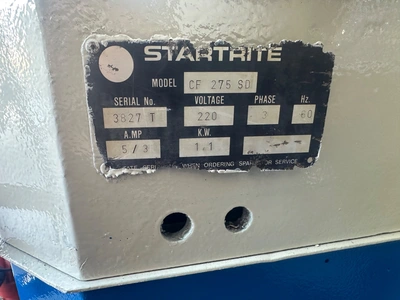 STARTRITE
MODEL CF 275 SD
SERIAL No. VOLTAGE PHASE Hz.
3827 T 220 3 60
A.MP K.W.
5/3 1.1
WHEN ORDERING SPARES OR SERVICE